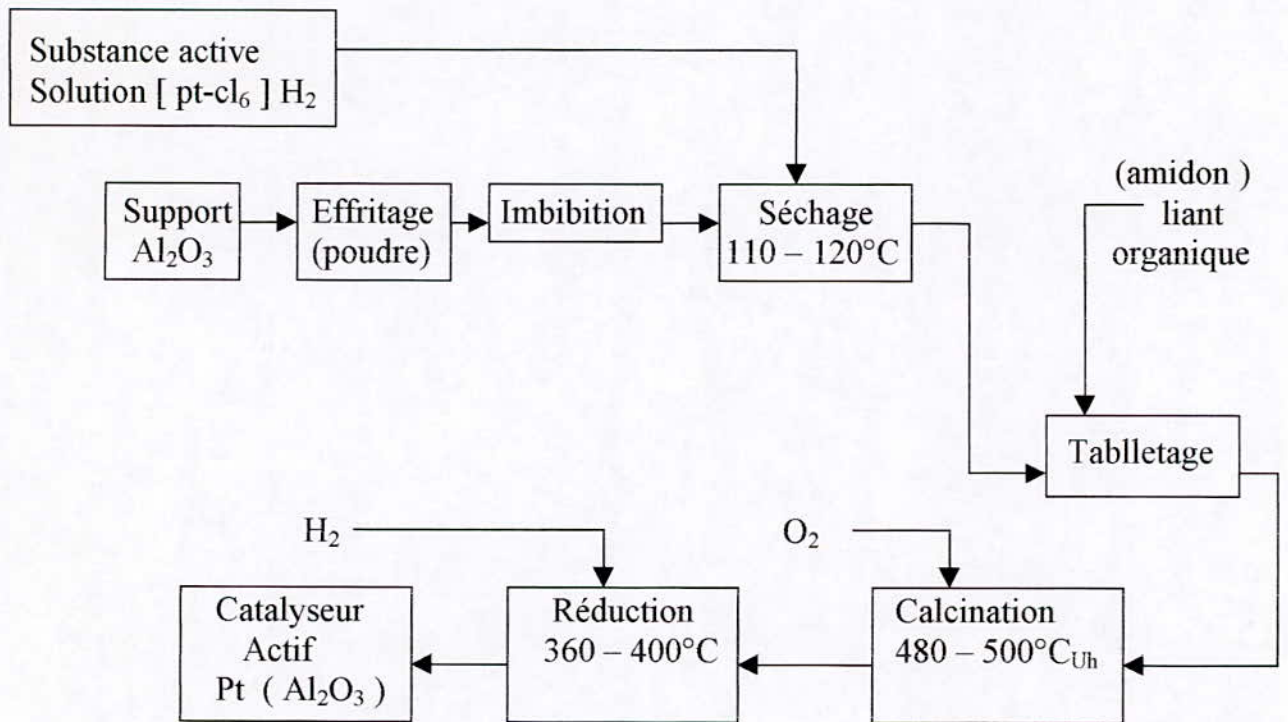 Substance active
Solution [ pt-cl₆ ] H₂
Support
Al₂O₃
Effritage
(poudre)
Imbibition
Séchage
110 – 120°C
(amidon )
liant
organique
Tablletage
H₂
O₂
Catalyseur
Actif
Pt ( Al₂O₃ )
Réduction
360 – 400°C
Calcination
480 – 500°C Uh